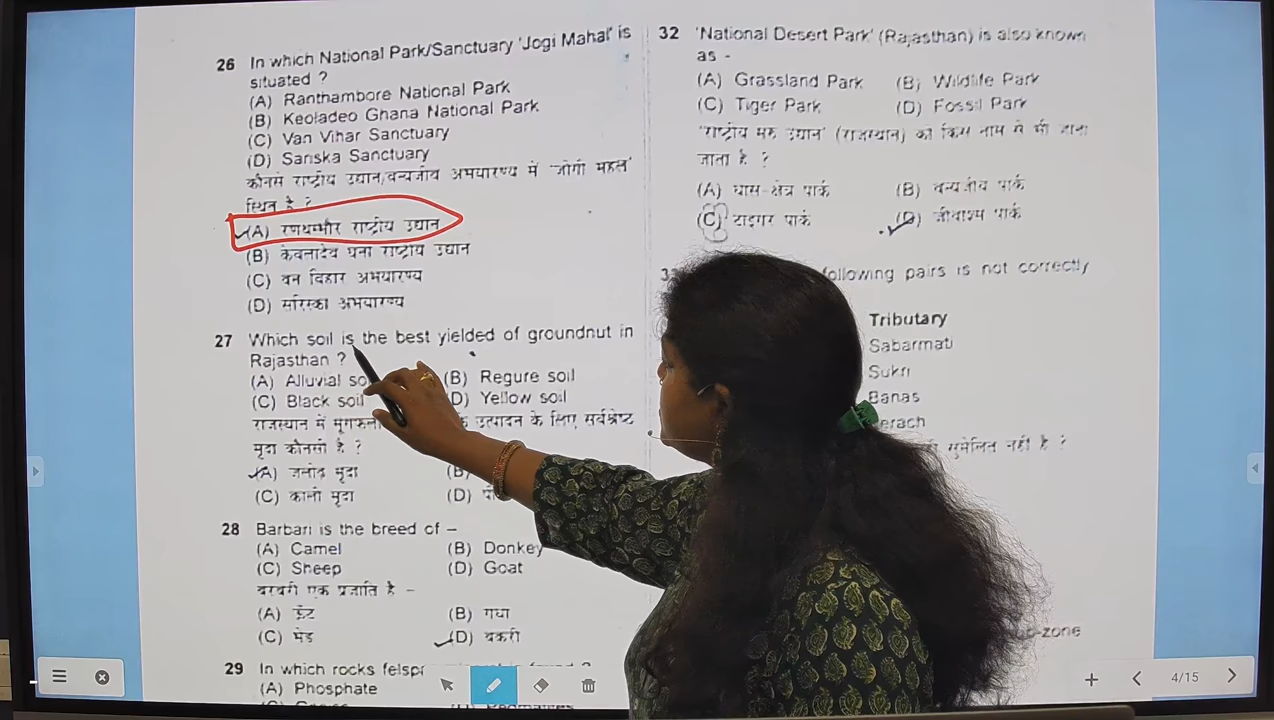 26 In which National Park/Sanctuary 'Jogi Mahal' is
situated ?
(A) Ranthambore National Park
(B) Keoladeo Ghana National Park
(C) Van Vihar Sanctuary
(D) Sariska Sanctuary
कौनसे राष्ट्रीय उद्यान/वन्यजीव अभयारण्य में 'जोगी महल'
स्थित है ?
(A) रणथम्भौर राष्ट्रीय उद्यान
(B) केवलादेव घना राष्ट्रीय उद्यान
(C) वन विहार अभयारण्य
(D) सरिस्का अभयारण्य
27 Which soil is the best yielded of groundnut in
Rajasthan ?
(A) Alluvial so
(B) Regure soil
(C) Black soil
(D) Yellow soil
राजस्थान में मूंगफली के उत्पादन के लिए सर्वश्रेष्ट
मृदा कौनसी है ?
(A) जलोढ़ मृदा
(B)
(C) काली मृदा
(D) पी
28 Barbari is the breed of –
(A) Camel
(B) Donkey
(C) Sheep
(D) Goat
बरबरी एक प्रजाति है –
(A) ऊँट
(B) गधा
(C) भेड़
(D) बकरी
29 In which rocks felspr
(A) Phosphate
32 'National Desert Park' (Rajasthan) is also known
as -
(A) Grassland Park
(B) Wildlife Park
(C) Tiger Park
(D) Fossil Park
'राष्ट्रीय मरु उद्यान' (राजस्थान) को किस नाम से भी जाना
जाता है ?
(A) घास-क्षेत्र पार्क
(B) वन्यजीव पार्क
(C) टाइगर पार्क
(D) जीवाश्म पार्क
following pairs is not correctly
Tributary
Sabarmati
Sukri
Banas
erach
सुमेलित नहीं है ?
-zone
4/15